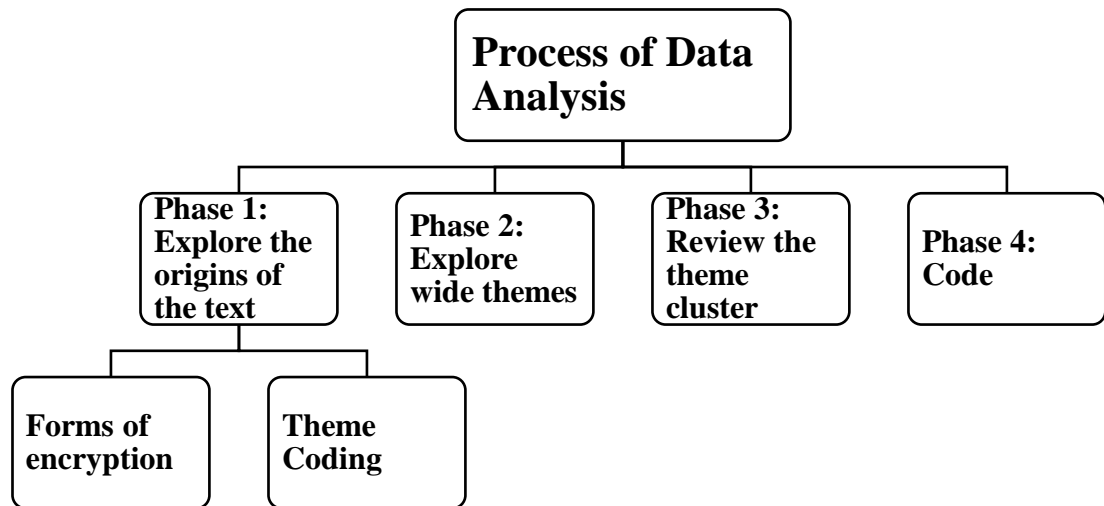 Process of Data
Analysis
Phase 1:
Explore the
origins of
the text
Phase 2:
Explore
wide themes
Phase 3:
Review the
theme
cluster
Phase 4:
Code
Forms of
encryption
Theme
Coding